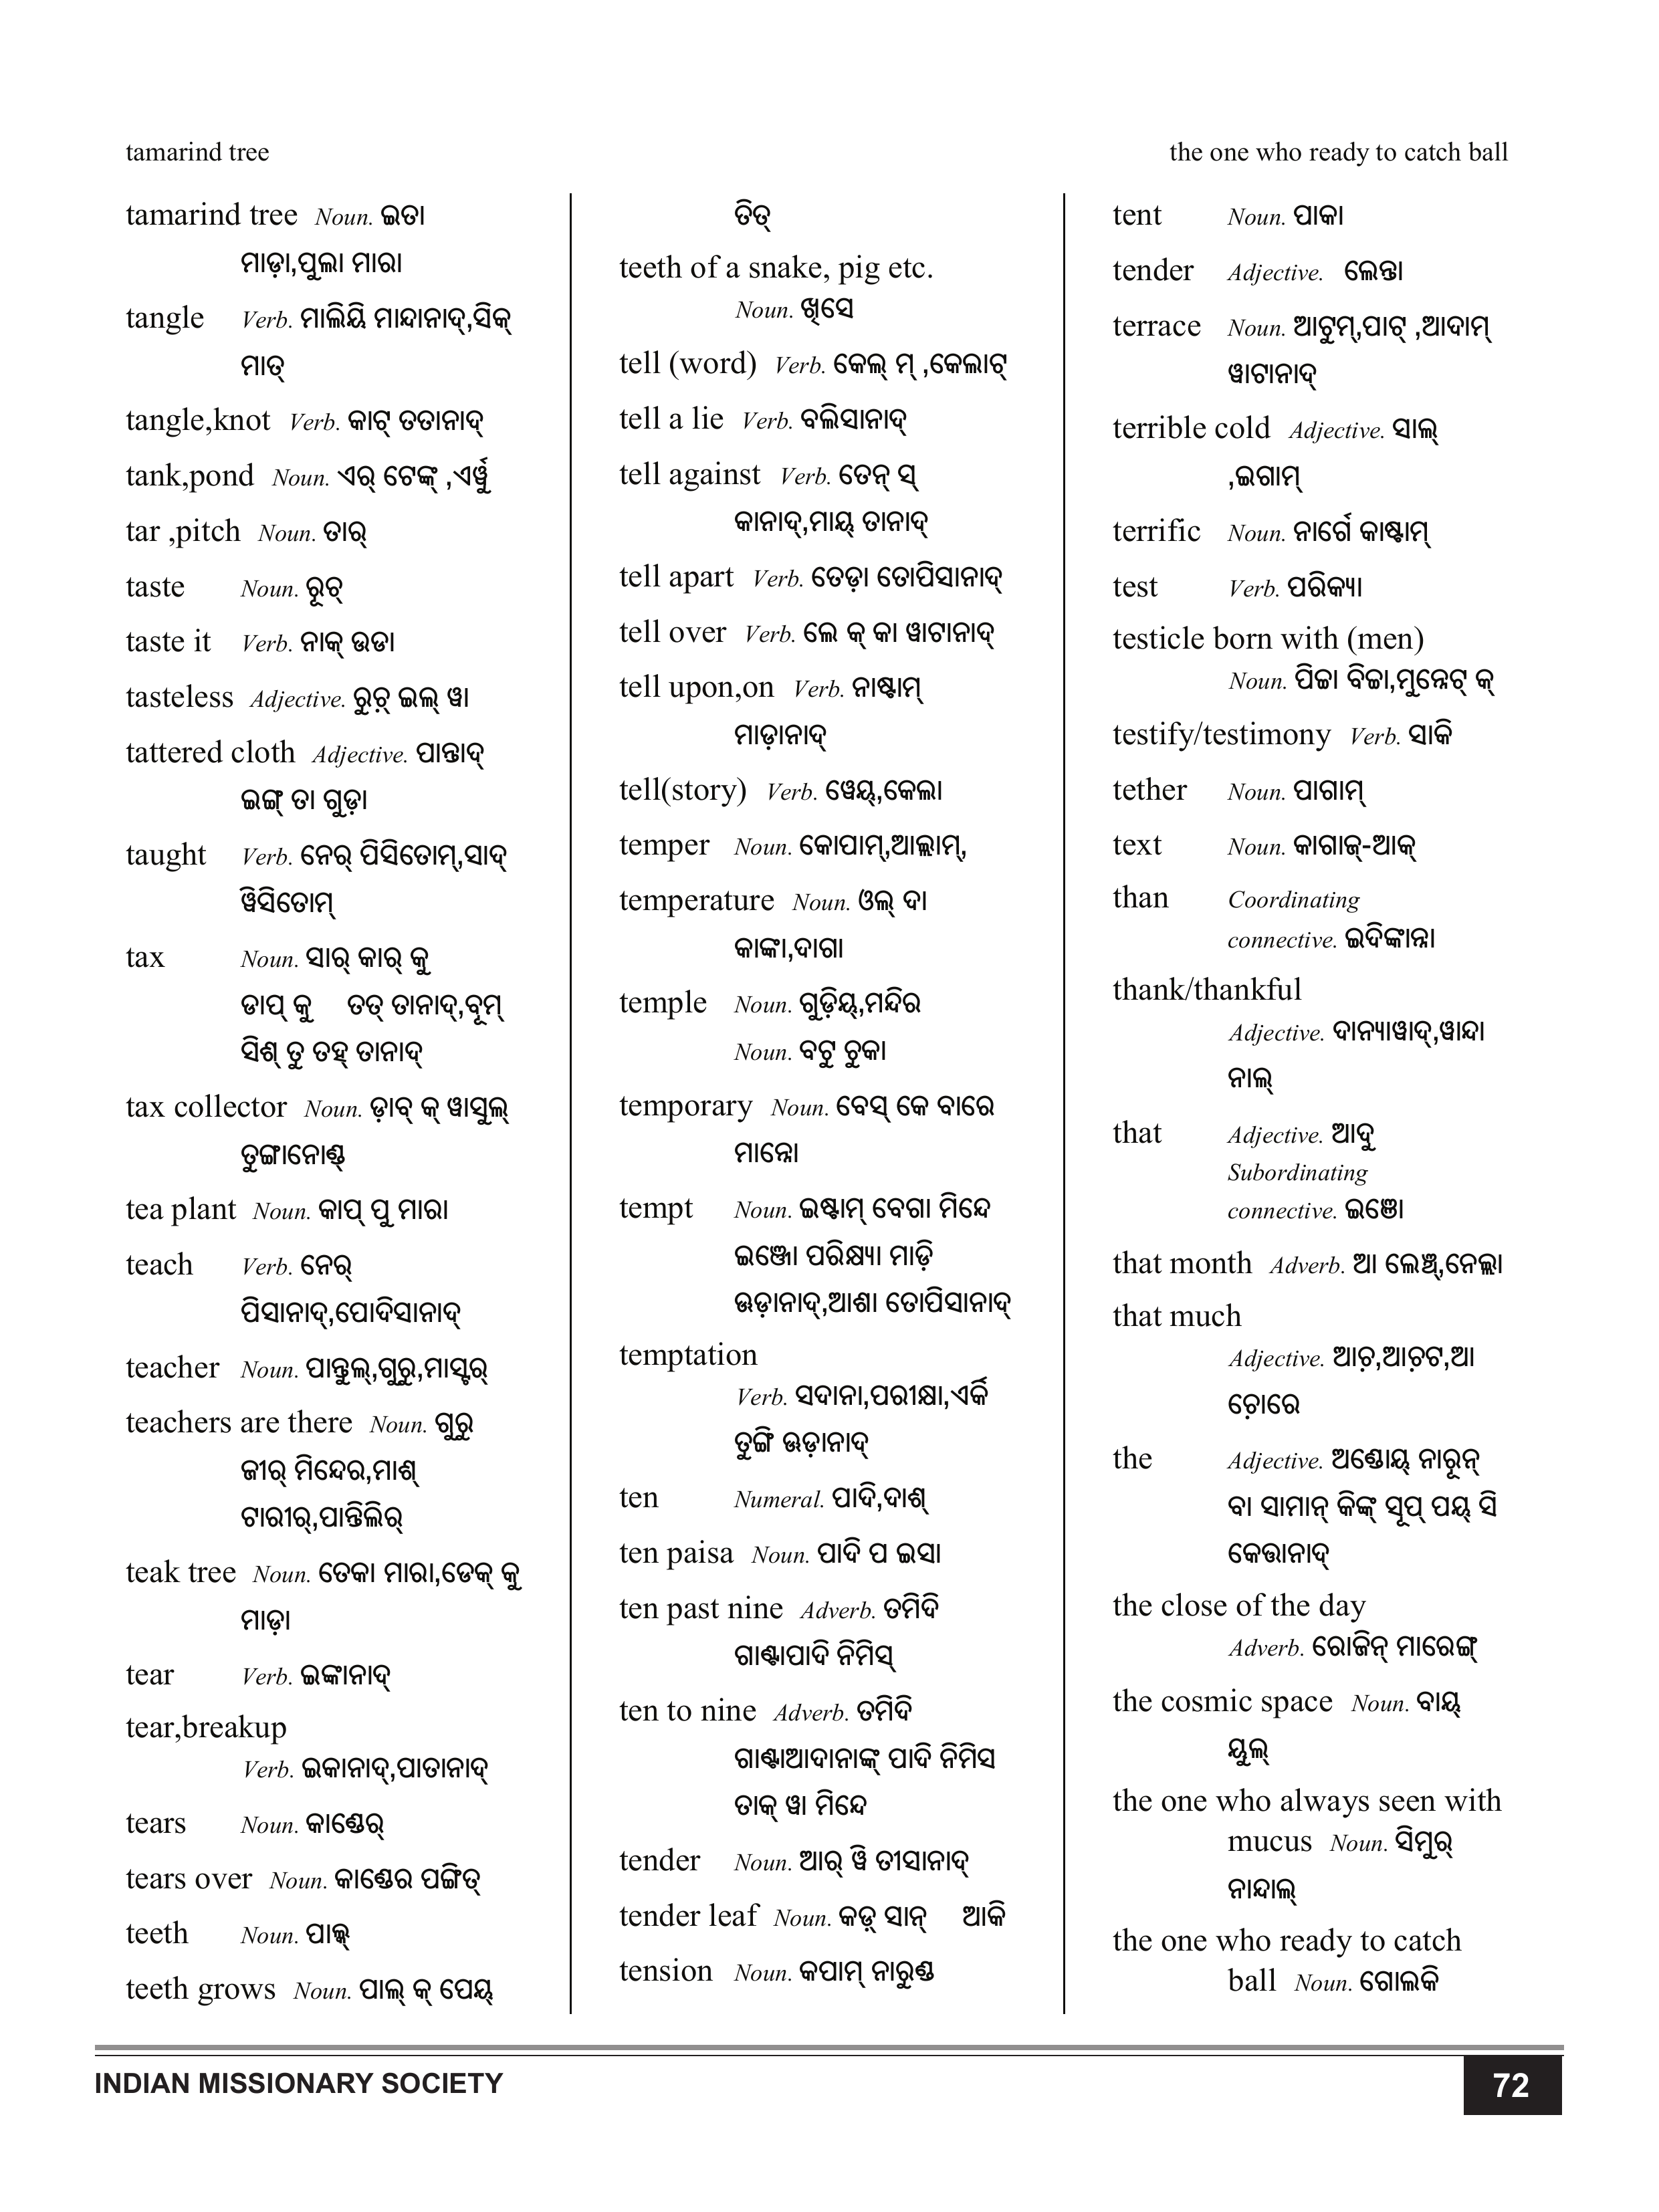 tamarind tree
the one who ready to catch ball
tamarind tree Noun. ଇତା
ମାଡ଼ା,ପୁଲା ମାରା
tangle Verb. ମାଲିୟି ମାନ୍ଦାନାଦ୍,ସିକ୍
ମାତ୍
tangle,knot Verb. କାଟ୍ ତତାନାଦ୍
tank,pond Noun. ଏର୍ ଟେଙ୍କ୍ ,ଏର୍ୱୁ
tar ,pitch Noun. ତାର୍
taste Noun. ରୂଚ୍
taste it Verb. ନାକ୍ ଉଡା
tasteless Adjective. ରୁଚ଼୍ ଇଲ୍ ୱା
tattered cloth Adjective. ପାନ୍ତାଦ୍
ଇଙ୍ଗ୍ ତା ଗୁଡ଼ା
taught Verb. ନେର୍ ପିସିତୋମ୍,ସାଦ୍
ୱିସିତୋମ୍
tax Noun. ସାର୍ କାର୍ କୁ
ଡାପ୍ କୁ ତତ୍ ତାନାଦ୍,ବୂମ୍
ସିଶ୍ ତୁ ତହ୍ ତାନାଦ୍
tax collector Noun. ଡ଼ାବ୍ କ୍ ୱାସୁଲ୍
ତୁଙ୍ଗାନୋଣ୍ଡ୍
tea plant Noun. କାପ୍ ପୁ ମାରା
teach Verb. ନେର୍
ପିସାନାଦ୍,ପୋଦିସାନାଦ୍
teacher Noun. ପାନ୍ତୁଲ୍,ଗୁରୁ,ମାସ୍ଟର୍
teachers are there Noun. ଗୁରୁ
ଜୀର୍ ମିନ୍ଦେର,ମାଶ୍
ଟାରୀର୍,ପାନ୍ତିଲିର୍
teak tree Noun. ତେକା ମାରା,ଡେକ୍ କୁ
ମାଡ଼ା
tear Verb. ଇଙ୍କାନାଦ୍
tear,breakup
Verb. ଇକାନାଦ୍,ପାତାନାଦ୍
tears Noun. କାଣ୍ଡେର୍
tears over Noun. କାଣ୍ଡେର ପଙ୍ଗିତ୍
teeth Noun. ପାଲ୍କ୍
teeth grows Noun. ପାଲ୍ କ୍ ପେୟ୍
ତିତ୍
teeth of a snake, pig etc.
Noun. ଖିସେ
tell (word) Verb. କେଲ୍ ମ୍ ,କେଲାଟ୍
tell a lie Verb. ବଲିସାନାଦ୍
tell against Verb. ତେନ୍ ସ୍
କାନାଦ୍,ମାୟ୍ ତାନାଦ୍
tell apart Verb. ତେଡ଼ା ତୋପିସାନାଦ୍
tell over Verb. ଲେ କ୍ କା ୱାଟାନାଦ୍
tell upon,on Verb. ନାଷ୍ଟାମ୍
ମାଡ଼ାନାଦ୍
tell(story) Verb. ୱେୟ୍,କେଲା
temper Noun. କୋପାମ୍,ଆଲ୍ଲାମ୍,
temperature Noun. ଓଲ୍ ଦା
କାଙ୍କା,ଦାଗା
temple Noun. ଗୁଡ଼ିୟ୍,ମନ୍ଦିର
Noun. ବଟୁ ଚୁକା
temporary Noun. ବେସ୍ କେ ବାରେ
ମାନ୍ନୋ
tempt Noun. ଇଷ୍ଟାମ୍ ବେଗା ମିନ୍ଦେ
ଇଞ୍ଜୋ ପରିକ୍ଷ୍ୟା ମାଡ଼ି
ଊଡ଼ାନାଦ୍,ଆଶା ତୋପିସାନାଦ୍
temptation
Verb. ସଦାନା,ପରୀକ୍ଷା,ଏର୍କି
ତୁଙ୍ଗି ଊଡ଼ାନାଦ୍
ten Numeral. ପାଦି,ଦାଶ୍
ten paisa Noun. ପାଦି ପ ଇସା
ten past nine Adverb. ତମିଦି
ଗାଣ୍ଟାପାଦି ନିମିସ୍
ten to nine Adverb. ତମିଦି
ଗାଣ୍ଟାଆଦାନାଙ୍କ୍ ପାଦି ନିମିସ
ତାକ୍ ୱା ମିନ୍ଦେ
tender Noun. ଆର୍ ୱି ତୀସାନାଦ୍
tender leaf Noun. କଡ଼୍ ସାନ୍ ଆକି
tension Noun. କପାମ୍ ନାରୁଣ୍ଡ
tent Noun. ପାକା
tender Adjective. ଲେନ୍ତା
terrace Noun. ଆଟୁମ୍,ପାଟ୍ ,ଆଦାମ୍
ୱାଟାନାଦ୍
terrible cold Adjective. ସାଲ୍
,ଇଗାମ୍
terrific Noun. ନାର୍ଗେ କାଷ୍ଟାମ୍
test Verb. ପରିକ୍ୟା
testicle born with (men)
Noun. ପିଚ୍ଚା ବିଚ୍ଚା,ମୁନ୍ନେଟ୍ କ୍
testify/testimony Verb. ସାକି
tether Noun. ପାଗାମ୍
text Noun. କାଗାଜ୍-ଆକ୍
than Coordinating
connective. ଇଦିଙ୍କାନ୍ନା
thank/thankful
Adjective. ଦାନ୍ୟାୱାଦ୍,ୱାନ୍ଦା
ନାଲ୍
that Adjective. ଆଦୁ
Subordinating
connective. ଇଞୋ
that month Adverb. ଆ ଲେଞ୍ଚ୍,ନେଲ୍ଲା
that much
Adjective. ଆଚ଼,ଆଚ଼ଟ,ଆ
ଚ଼ୋରେ
the Adjective. ଅଣ୍ଡୋୟ୍ ନାରୂନ୍
ବା ସାମାନ୍ କିଙ୍କ୍ ସୂପ୍ ପୟ୍ ସି
କେତ୍ତାନାଦ୍
the close of the day
Adverb. ରୋଜିନ୍ ମାରେଙ୍ଗ୍
the cosmic space Noun. ବାୟ୍
ୟୁଲ୍
the one who always seen with
mucus Noun. ସିମୁର୍
ନାନ୍ଦାଲ୍
the one who ready to catch
ball Noun. ଗୋଲକି
INDIAN MISSIONARY SOCIETY
72